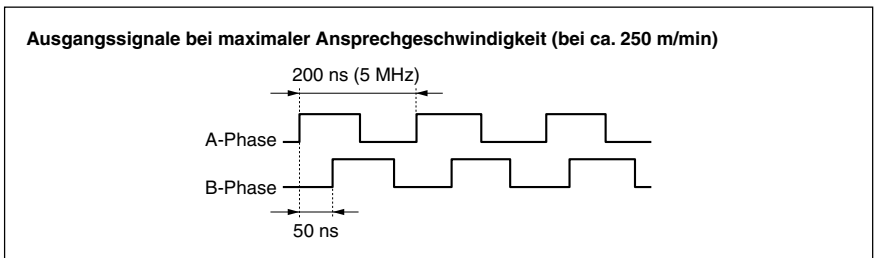 Ausgangssignale bei maximaler Ansprechgeschwindigkeit (bei ca. 250 m/min)
200 ns (5 MHz)
A-Phase
B-Phase
50 ns